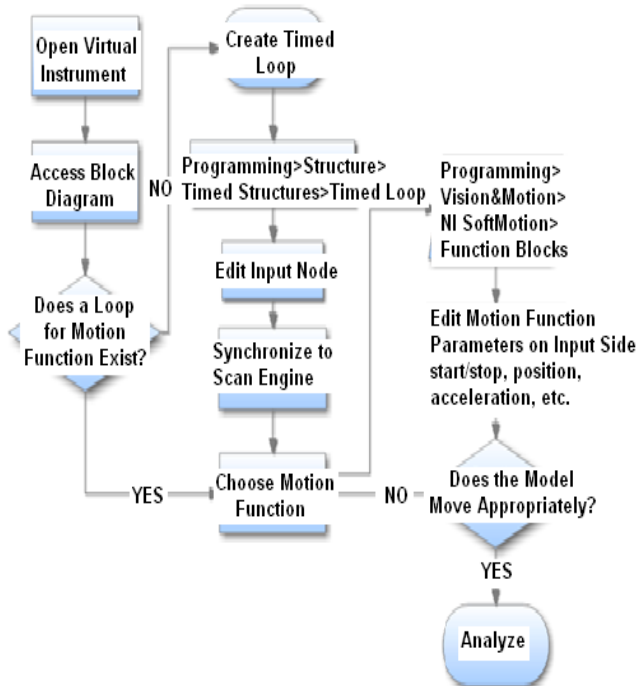 Open Virtual
Instrument
Access Block
Diagram
Does a Loop
for Motion
Function Exist?
NO
YES
Create Timed
Loop
Programming>Structure>
Timed Structures>Timed Loop
Edit Input Node
Synchronize to
Scan Engine
Choose Motion
Function
Programming>
Vision&Motion>
NI SoftMotion>
Function Blocks
Edit Motion Function
Parameters on Input Side
start/stop, position,
acceleration, etc.
Does the Model
Move Appropriately?
NO
YES
Analyze